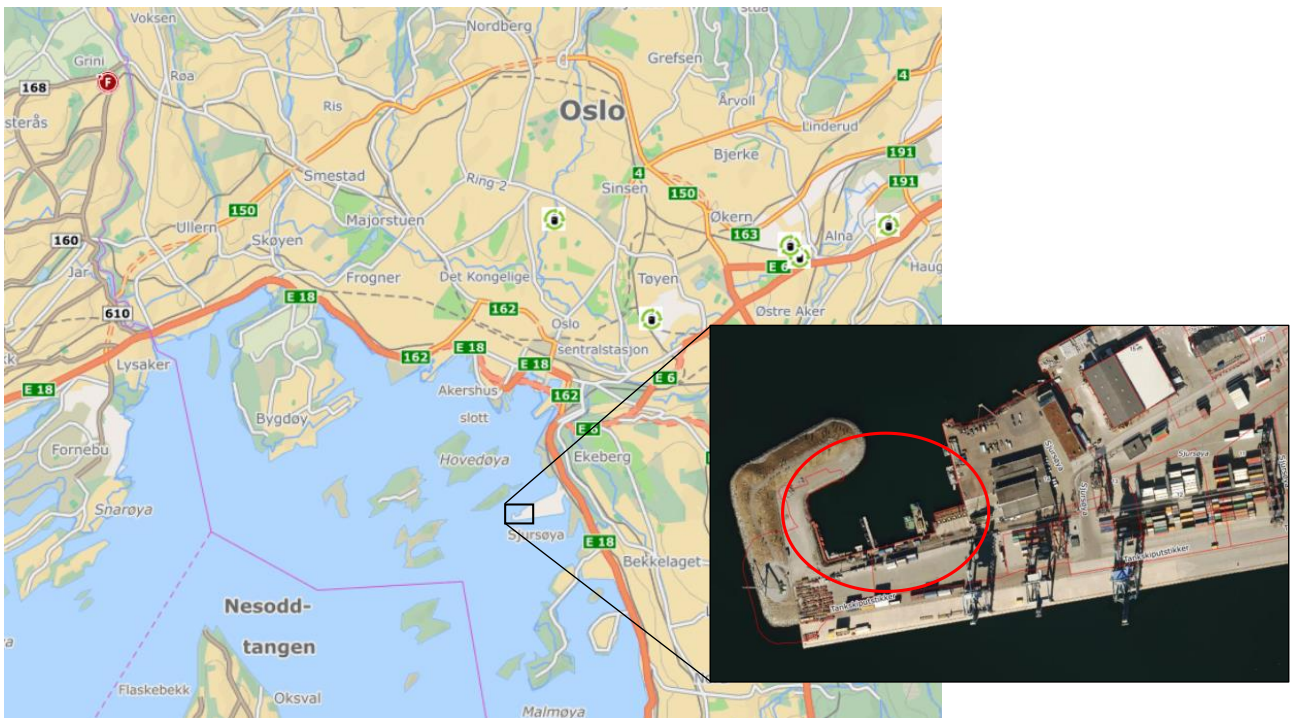 Voksen
Nordberg
Grini
Røa
Grefsen
168
F
4
Ris
Oslo
Årvoll
Linderud
sterås
Bjerke
191
4
Smestad
Ring 2
Sinsen
150
191
150
Majorstuen
Økern
Ullern
163
Alna
160
Skøyen
Jar
Frogner
Det Kongelige
Tøyen
E 6
Haug
E 18
162
Østre Aker
610
Oslo
sentralstasjon
E 18
162
E 18
Lysaker
E 6
E 18
Akershus
slott
162
Bygdøy
E 6
Fornebu
Hovedøya
Ekeberg
Snarøya
Sjursøya
E 18
Bekkelaget
Nesodd-
tangen
Flaskebekk
Oksval
Malmøya
Sjursøya
Sjursøya
Sjursøya
Tankskiputstikker
Tankskiputstikker